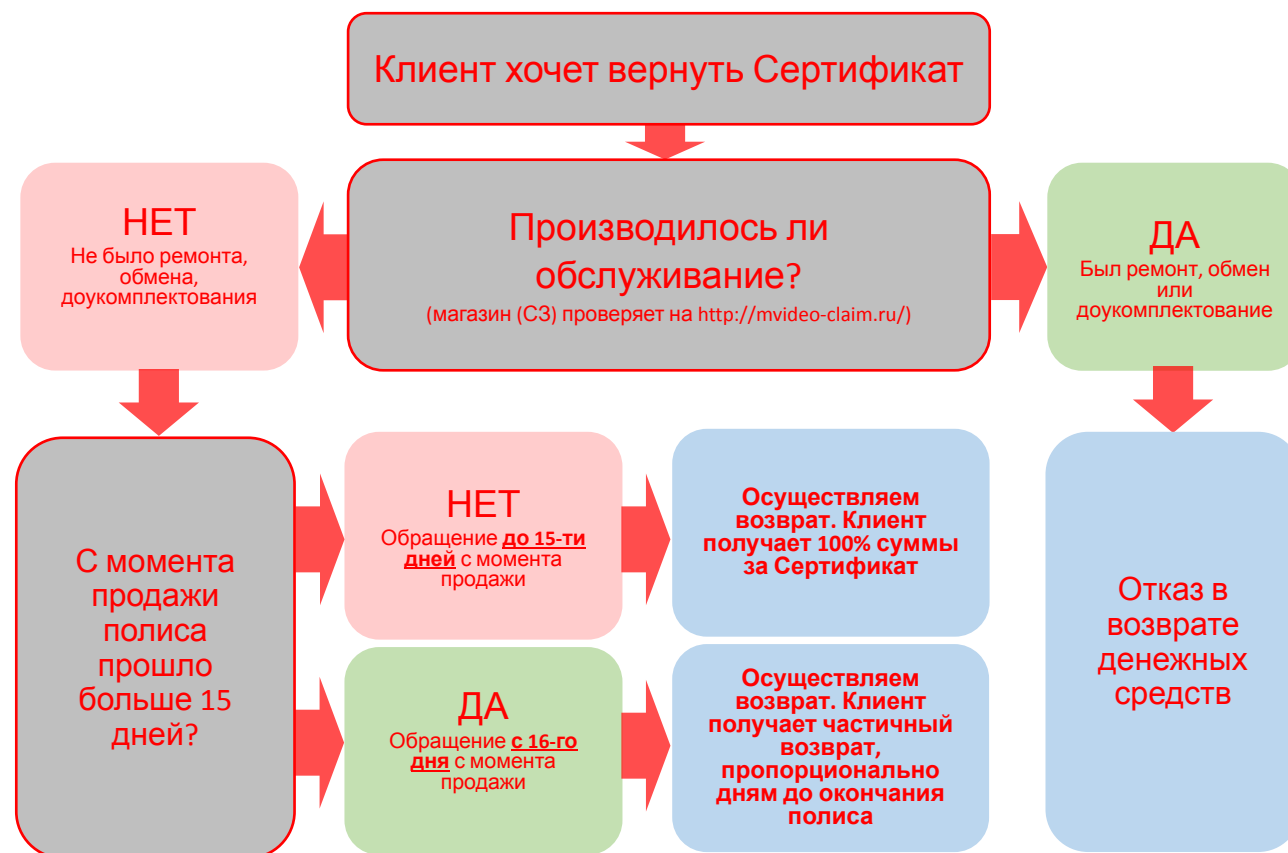 Клиент хочет вернуть Сертификат
НЕТ
Не было ремонта,
обмена,
доукомплектования
Производилось ли
обслуживание?
(магазин (СЗ) проверяет на http://mvideo-claim.ru/)
ДА
Был ремонт, обмен
или
доукомплектование
С момента
продажи
полиса
прошло
больше 15
дней?
НЕТ
Обращение до 15-ти
дней с момента
продажи
Осуществляем
возврат. Клиент
получает 100% суммы
за Сертификат
ДА
Обращение с 16-го
дня с момента
продажи
Осуществляем
возврат. Клиент
получает частичный
возврат,
пропорционально
дням до окончания
полиса
Отказ в
возврате
денежных
средств